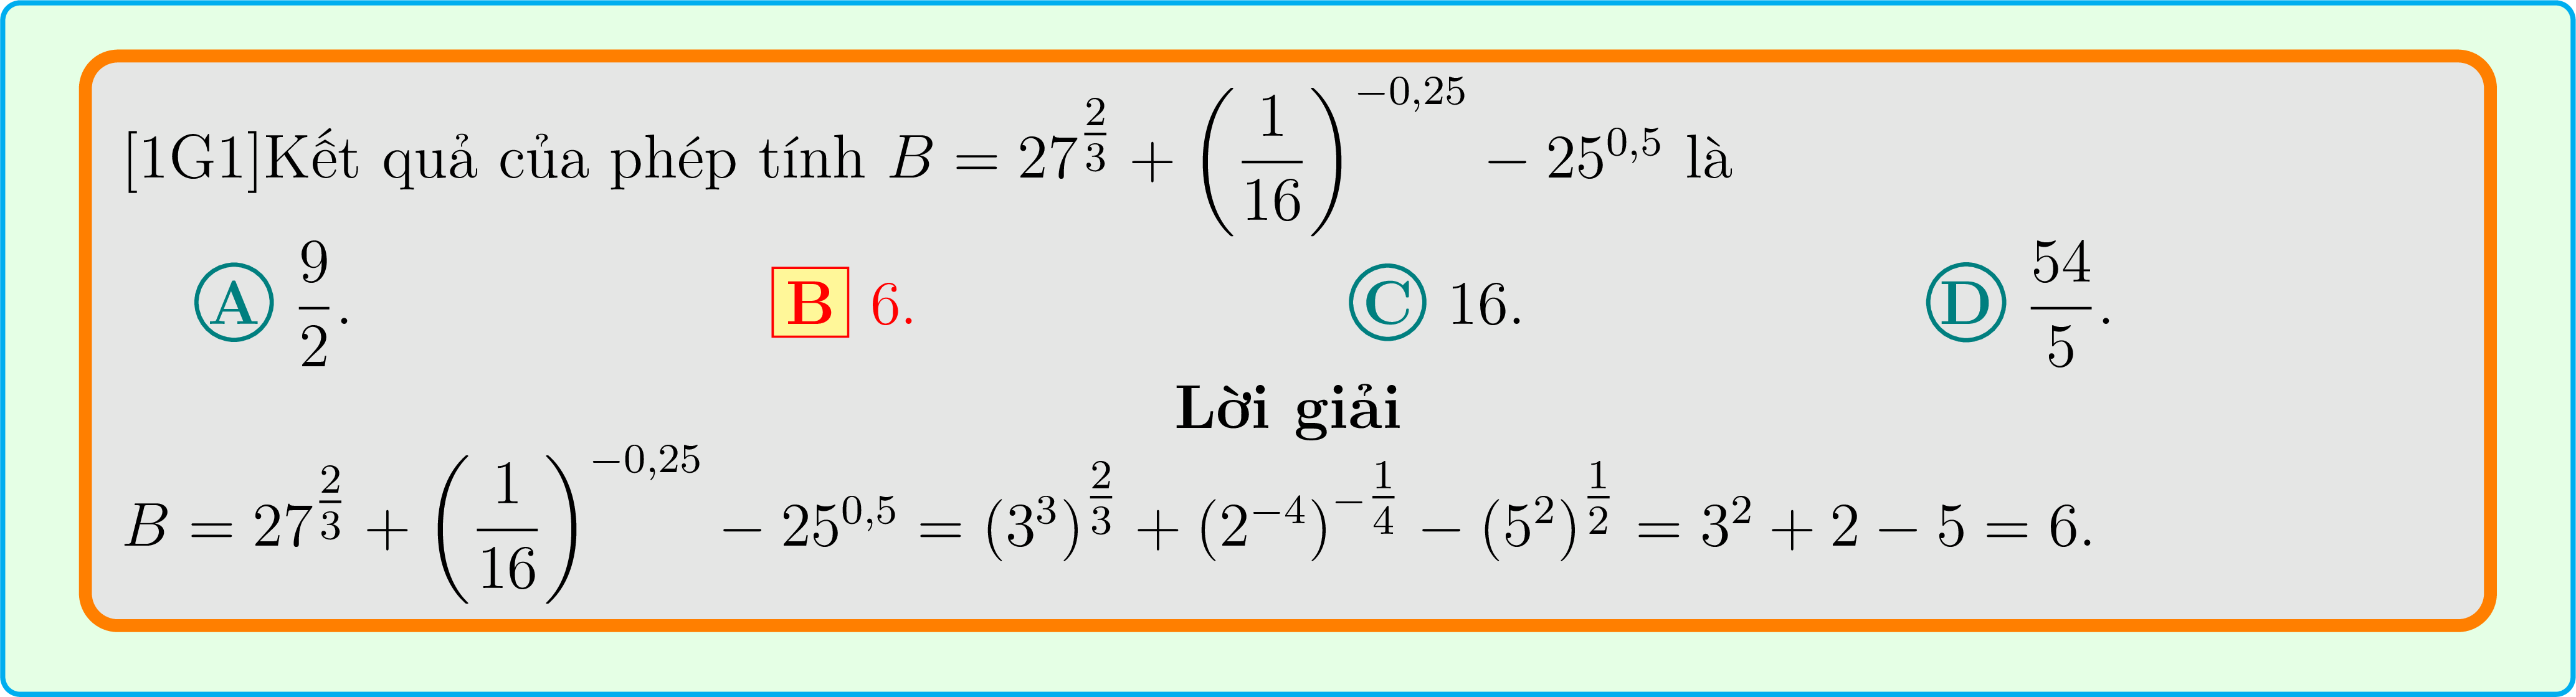 [1G1]Kết quả của phép tính $B = 27^{\frac{2}{3}} + \left(\frac{1}{16}\right)^{-0,25} - 25^{0,5}$ là
A $\frac{9}{2}$. B 6. C 16. D $\frac{54}{5}$.
Lời giải
$B = 27^{\frac{2}{3}} + \left(\frac{1}{16}\right)^{-0,25} - 25^{0,5} = (3^3)^{\frac{2}{3}} + (2^{-4})^{-\frac{1}{4}} - (5^2)^{\frac{1}{2}} = 3^2 + 2 - 5 = 6.$